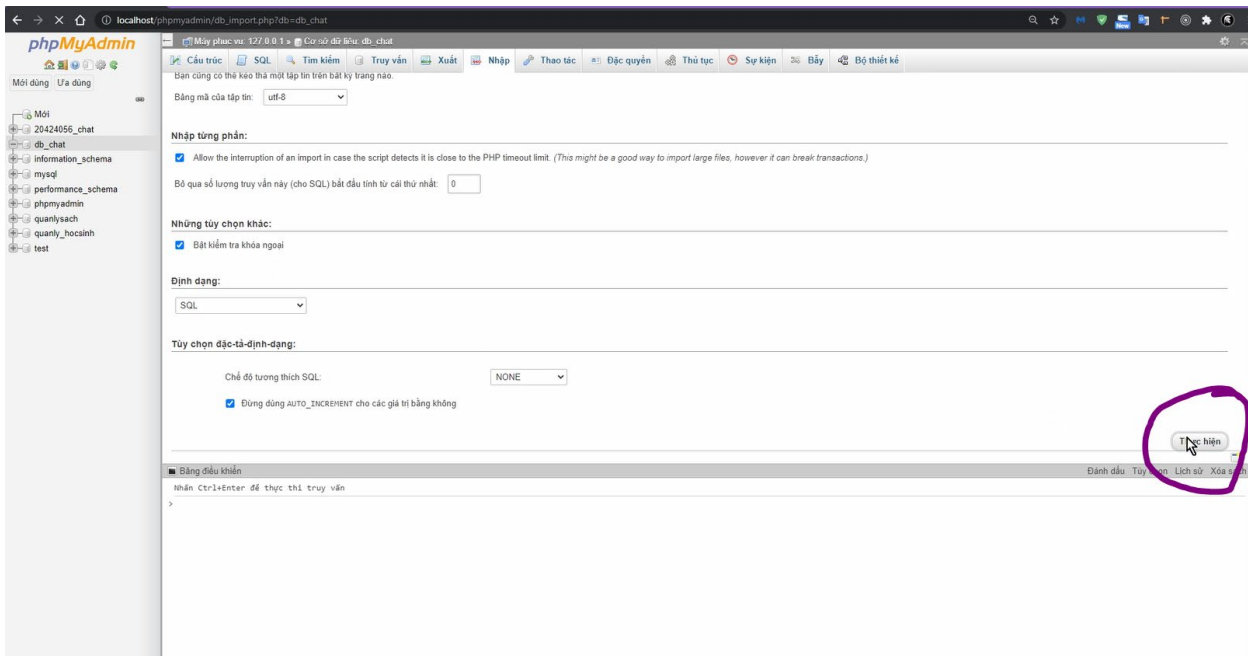 localhost/phpmyadmin/db_import.php?db=db_chat
New
phpMyAdmin
Mới dùng Ưa dùng
Mới
20424056_chat
db_chat
information_schema
mysql
performance_schema
phpmyadmin
quanlysach
quanly_hocsinh
test
Máy phục vụ: 127.0.0.1 » Cơ sở dữ liệu: db_chat
Cấu trúc SQL Tìm kiếm Truy vấn Xuất Nhập Thao tác Đặc quyền Thủ tục Sự kiện Bẫy Bộ thiết kế
Bạn cũng có thể kéo thả một tập tin trên bất kỳ trang nào.
Bảng mã của tập tin: utf-8
Nhập từng phần:
Allow the interruption of an import in case the script detects it is close to the PHP timeout limit. (This might be a good way to import large files, however it can break transactions.)
Bỏ qua số lượng truy vấn này (cho SQL) bắt đầu tính từ cái thứ nhất: 0
Những tùy chọn khác:
Bật kiểm tra khóa ngoại
Định dạng:
SQL
Tùy chọn đặc-tả-định-dạng:
Chế độ tương thích SQL: NONE
Đừng dùng AUTO_INCREMENT cho các giá trị bằng không
hiện
Bảng điều khiển
Đánh dấu Tùy chọn Lịch sử Xóa sạch
Nhấn Ctrl+Enter để thực thi truy vấn
>